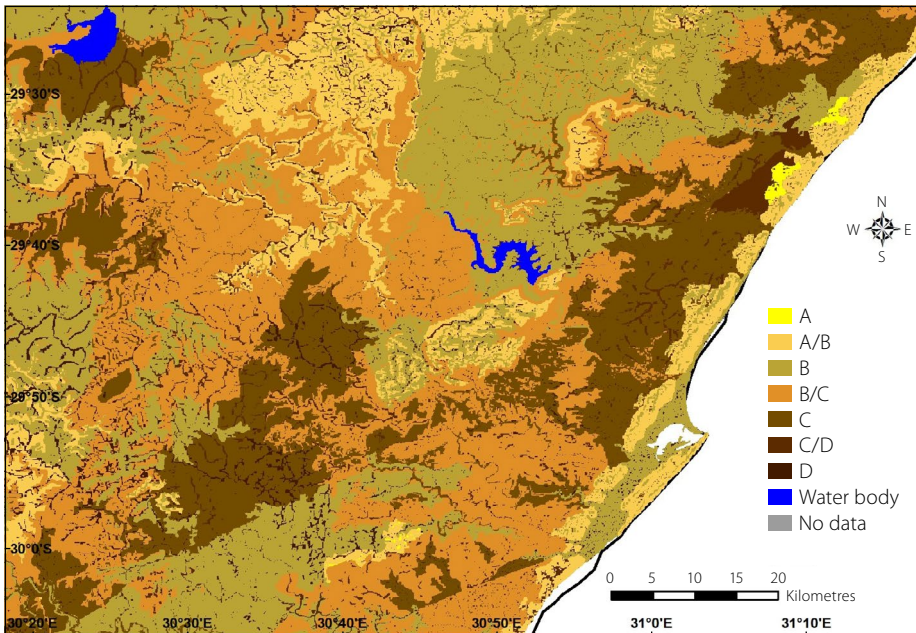 29°30'S
29°40'S
29°50'S
30°0'S
30°20'E 30°30'E 30°40'E 30°50'E 31°0'E 31°10'E
N
W E
S
A
A/B
B
B/C
C
C/D
D
Water body
No data
0 5 10 15 20
Kilometres